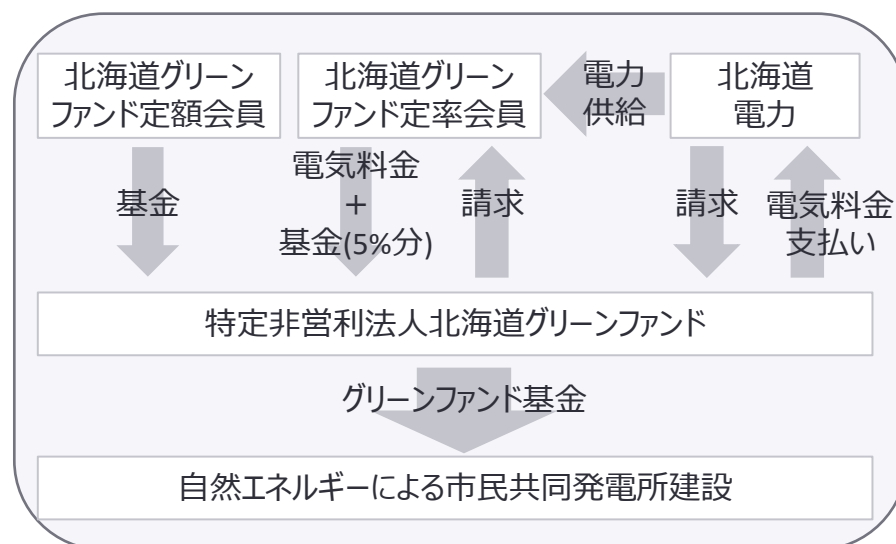 北海道グリーン
ファンド定額会員
北海道グリーン
ファンド定率会員
電力
供給
北海道
電力
基金
電気料金
+
基金(5%分)
請求
請求
電気料金
支払い
特定非営利法人北海道グリーンファンド
グリーンファンド基金
自然エネルギーによる市民共同発電所建設